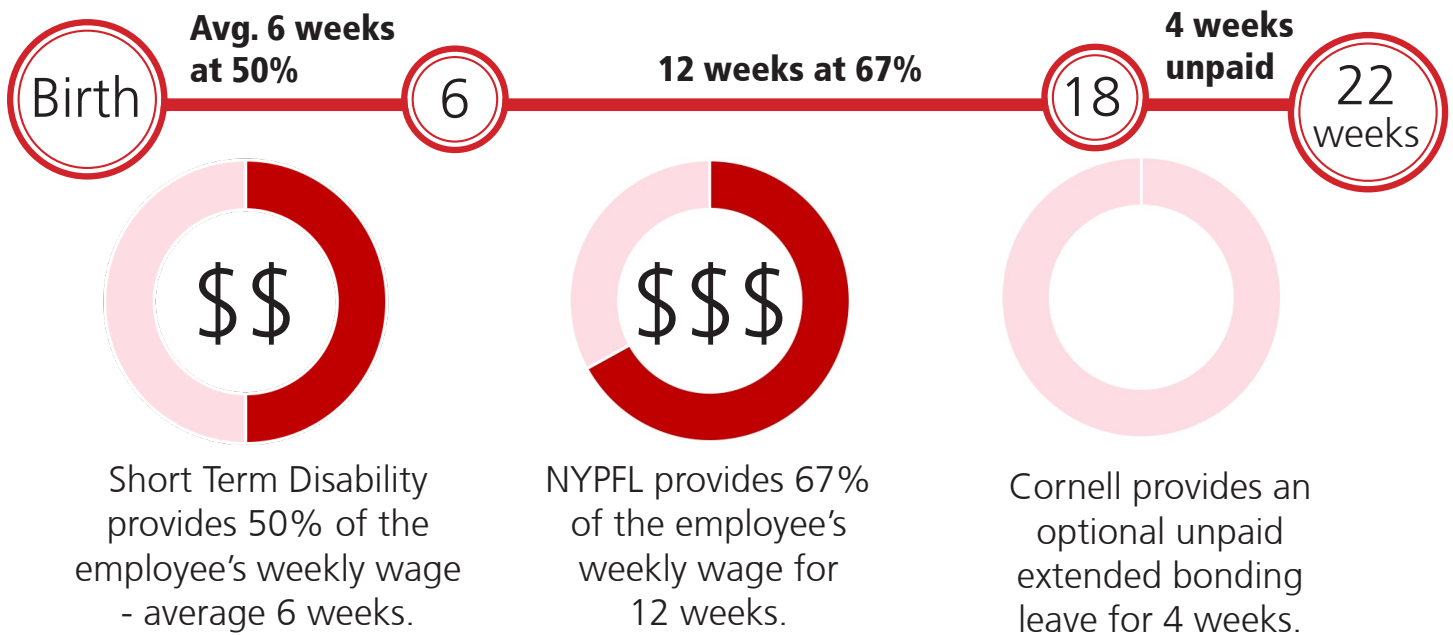 Birth
Avg. 6 weeks
at 50%
6
12 weeks at 67%
18
4 weeks
unpaid
22
weeks
$$
$$$
Short Term Disability
provides 50% of the
employee’s weekly wage
- average 6 weeks.
NYPFL provides 67%
of the employee’s
weekly wage for
12 weeks.
Cornell provides an
optional unpaid
extended bonding
leave for 4 weeks.